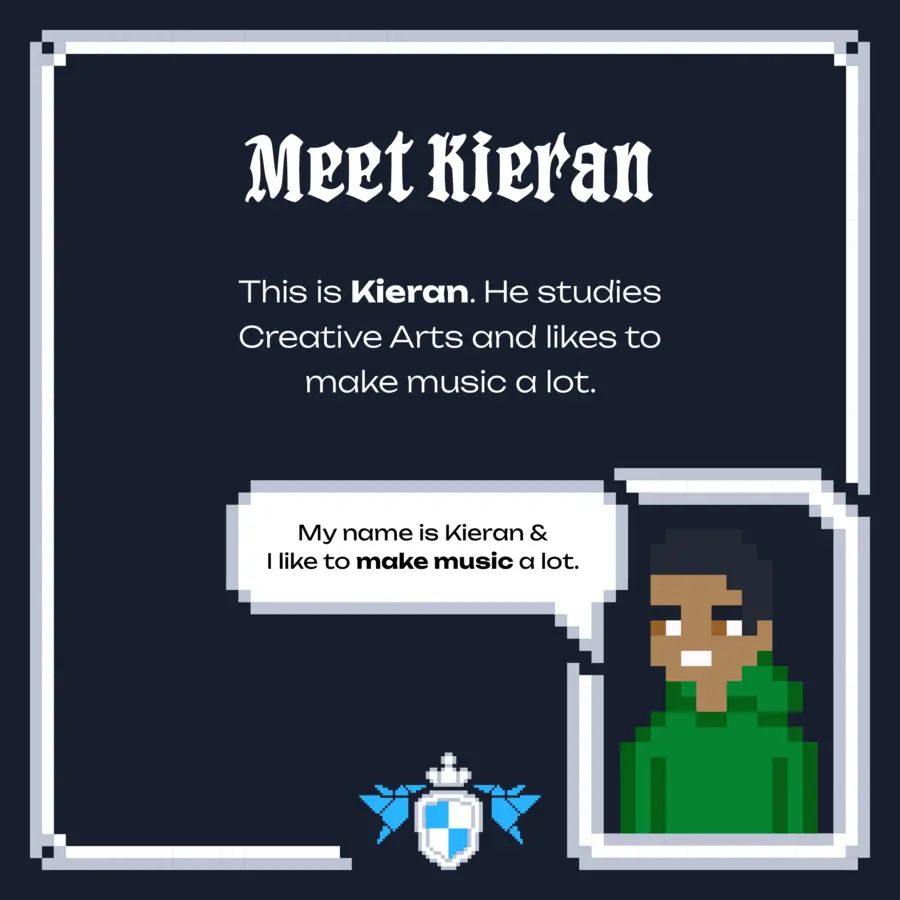 Meet Kieran
This is Kieran. He studies
Creative Arts and likes to
make music a lot.
My name is Kieran &
I like to make music a lot.